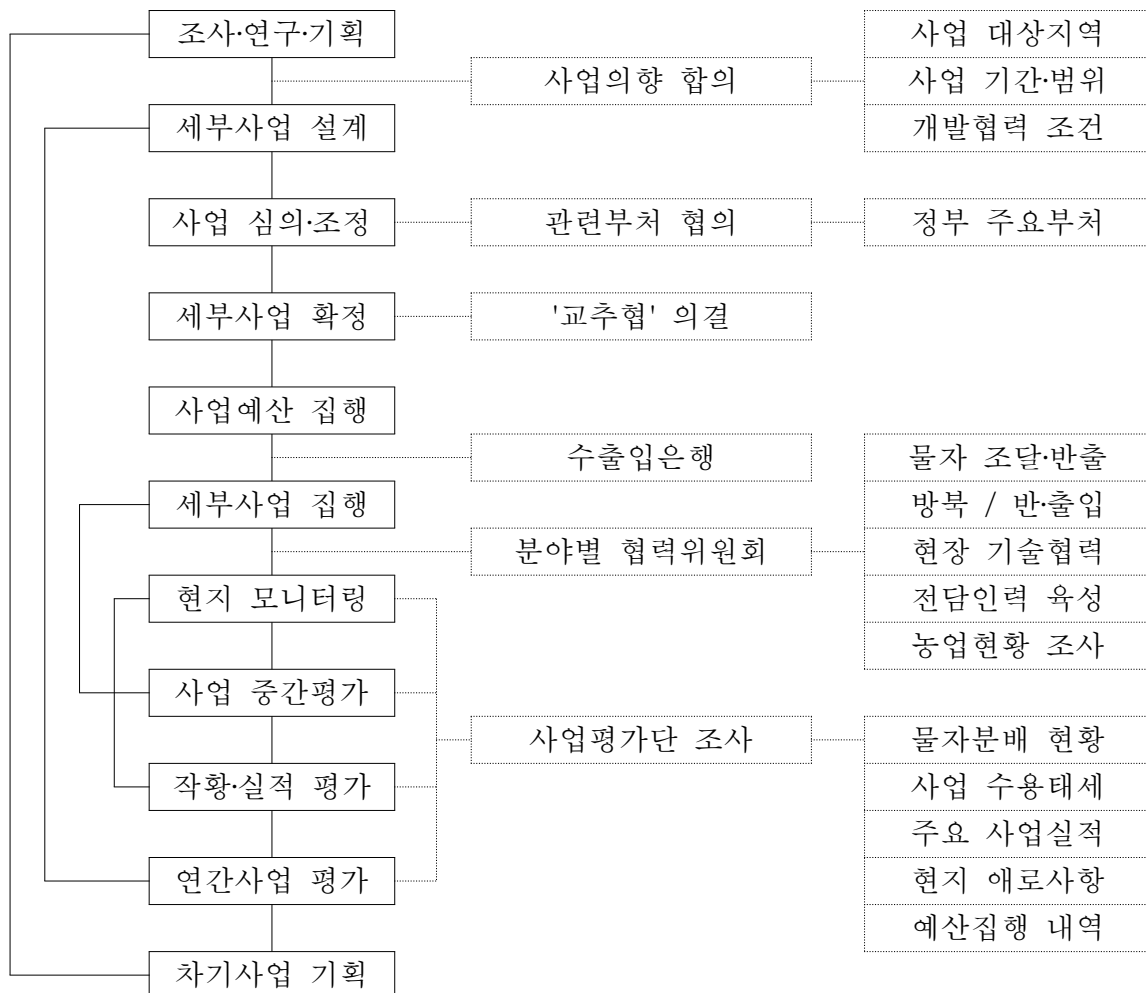 조사·연구·기획
사업 대상지역
사업의향 합의
사업 기간·범위
세부사업 설계
개발협력 조건
사업 심의·조정
관련부처 협의
정부 주요부처
세부사업 확정
'교추협' 의결
사업예산 집행
수출입은행
물자 조달·반출
세부사업 집행
방북 / 반·출입
분야별 협력위원회
현장 기술협력
현지 모니터링
전담인력 육성
농업현황 조사
사업 중간평가
사업평가단 조사
물자분배 현황
작황·실적 평가
사업 수용태세
주요 사업실적
연간사업 평가
현지 애로사항
예산집행 내역
차기사업 기획